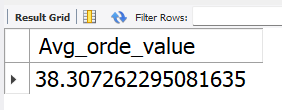 Result Grid Filter Rows:
Avg_orde_value
38.307262295081635